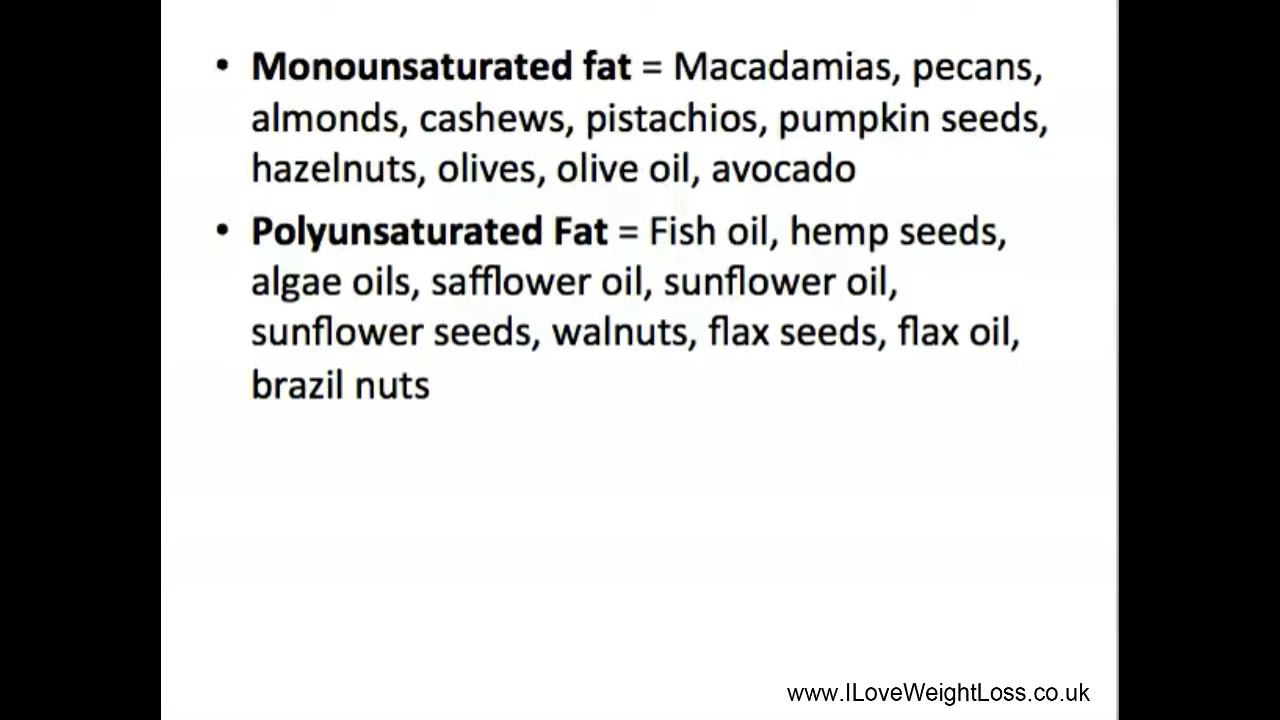 • Monounsaturated fat = Macadamias, pecans,
almonds, cashews, pistachios, pumpkin seeds,
hazelnuts, olives, olive oil, avocado
• Polyunsaturated Fat = Fish oil, hemp seeds,
algae oils, safflower oil, sunflower oil,
sunflower seeds, walnuts, flax seeds, flax oil,
brazil nuts
www.ILoveWeightLoss.co.uk